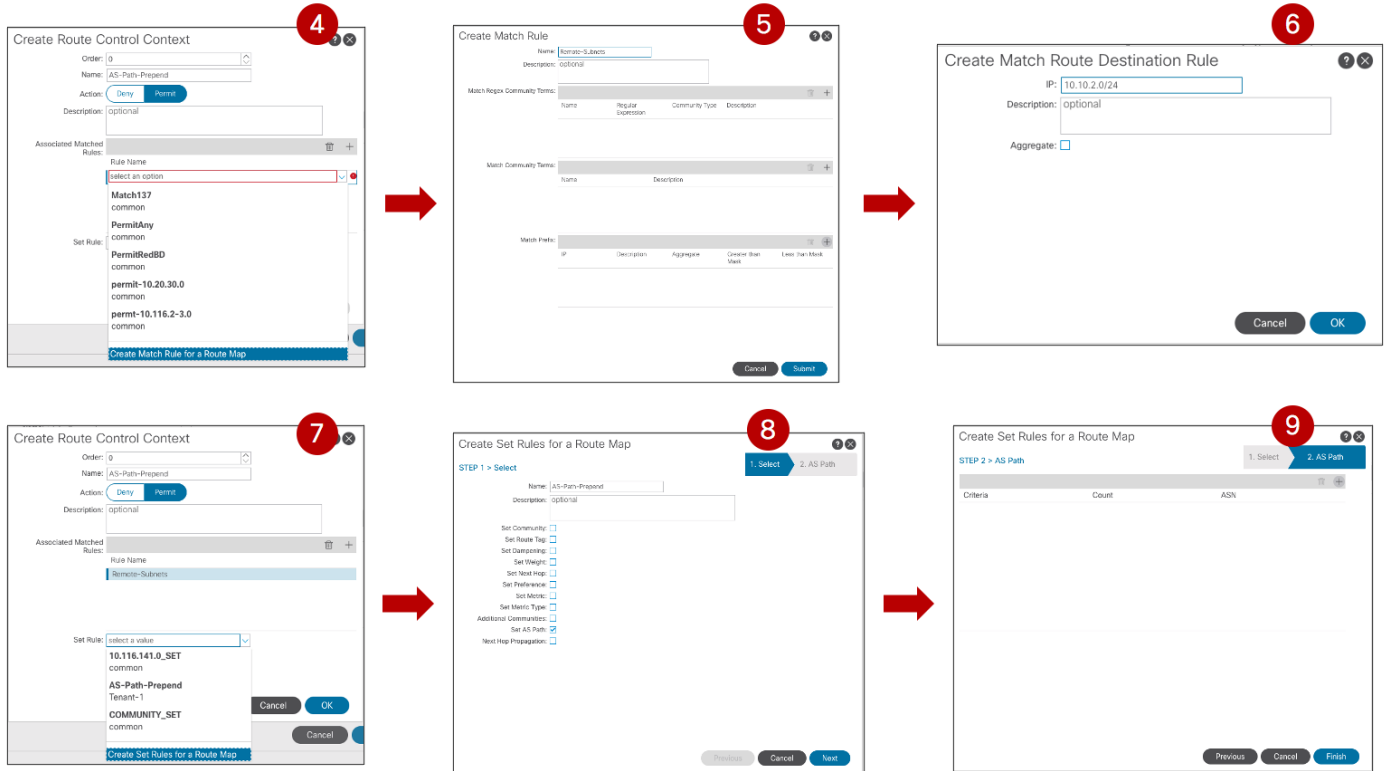 4
Create Route Control Context
Order: 0
Name: AS-Path-Prepend
Action: Deny Permit
Description: optional
Associated Matched
Rules:
Rule Name
select an option
Match137
common
PermitAny
common
Set Rule:
PermitRedBD
common
permit-10.20.30.0
common
permt-10.116.2-3.0
common
Create Match Rule for a Route Map
5
Create Match Rule
Name: Remote-Subnets
Description: optional
Match Regex Community Terms:
Name Regular Expression Community Type Description
Match Community Terms:
Name Description
Match Prefix:
IP Description Aggregate Greater than Mask Less than Mask
Cancel Submit
6
Create Match Route Destination Rule
IP: 10.10.2.0/24
Description: optional
Aggregate:
Cancel OK
7
Create Route Control Context
Order: 0
Name: AS-Path-Prepend
Action: Deny Permit
Description: optional
Associated Matched
Rules:
Rule Name
Remote-Subnets
Set Rule: select a value
10.116.141.0_SET
common
AS-Path-Prepend
Tenant-1
COMMUNITY_SET
common
Create Set Rules for a Route Map
Cancel OK
Cancel
8
Create Set Rules for a Route Map
STEP 1 > Select
1. Select 2. AS Path
Name: AS-Path-Prepend
Description: optional
Set Community:
Set Route Tag:
Set Dampening:
Set Weight:
Set Next Hop:
Set Preference:
Set Metric:
Set Metric Type:
Additional Communities:
Set AS Path:
Next Hop Propagation:
Previous Cancel Next
9
Create Set Rules for a Route Map
STEP 2 > AS Path
1. Select 2. AS Path
Criteria Count ASN
Previous Cancel Finish